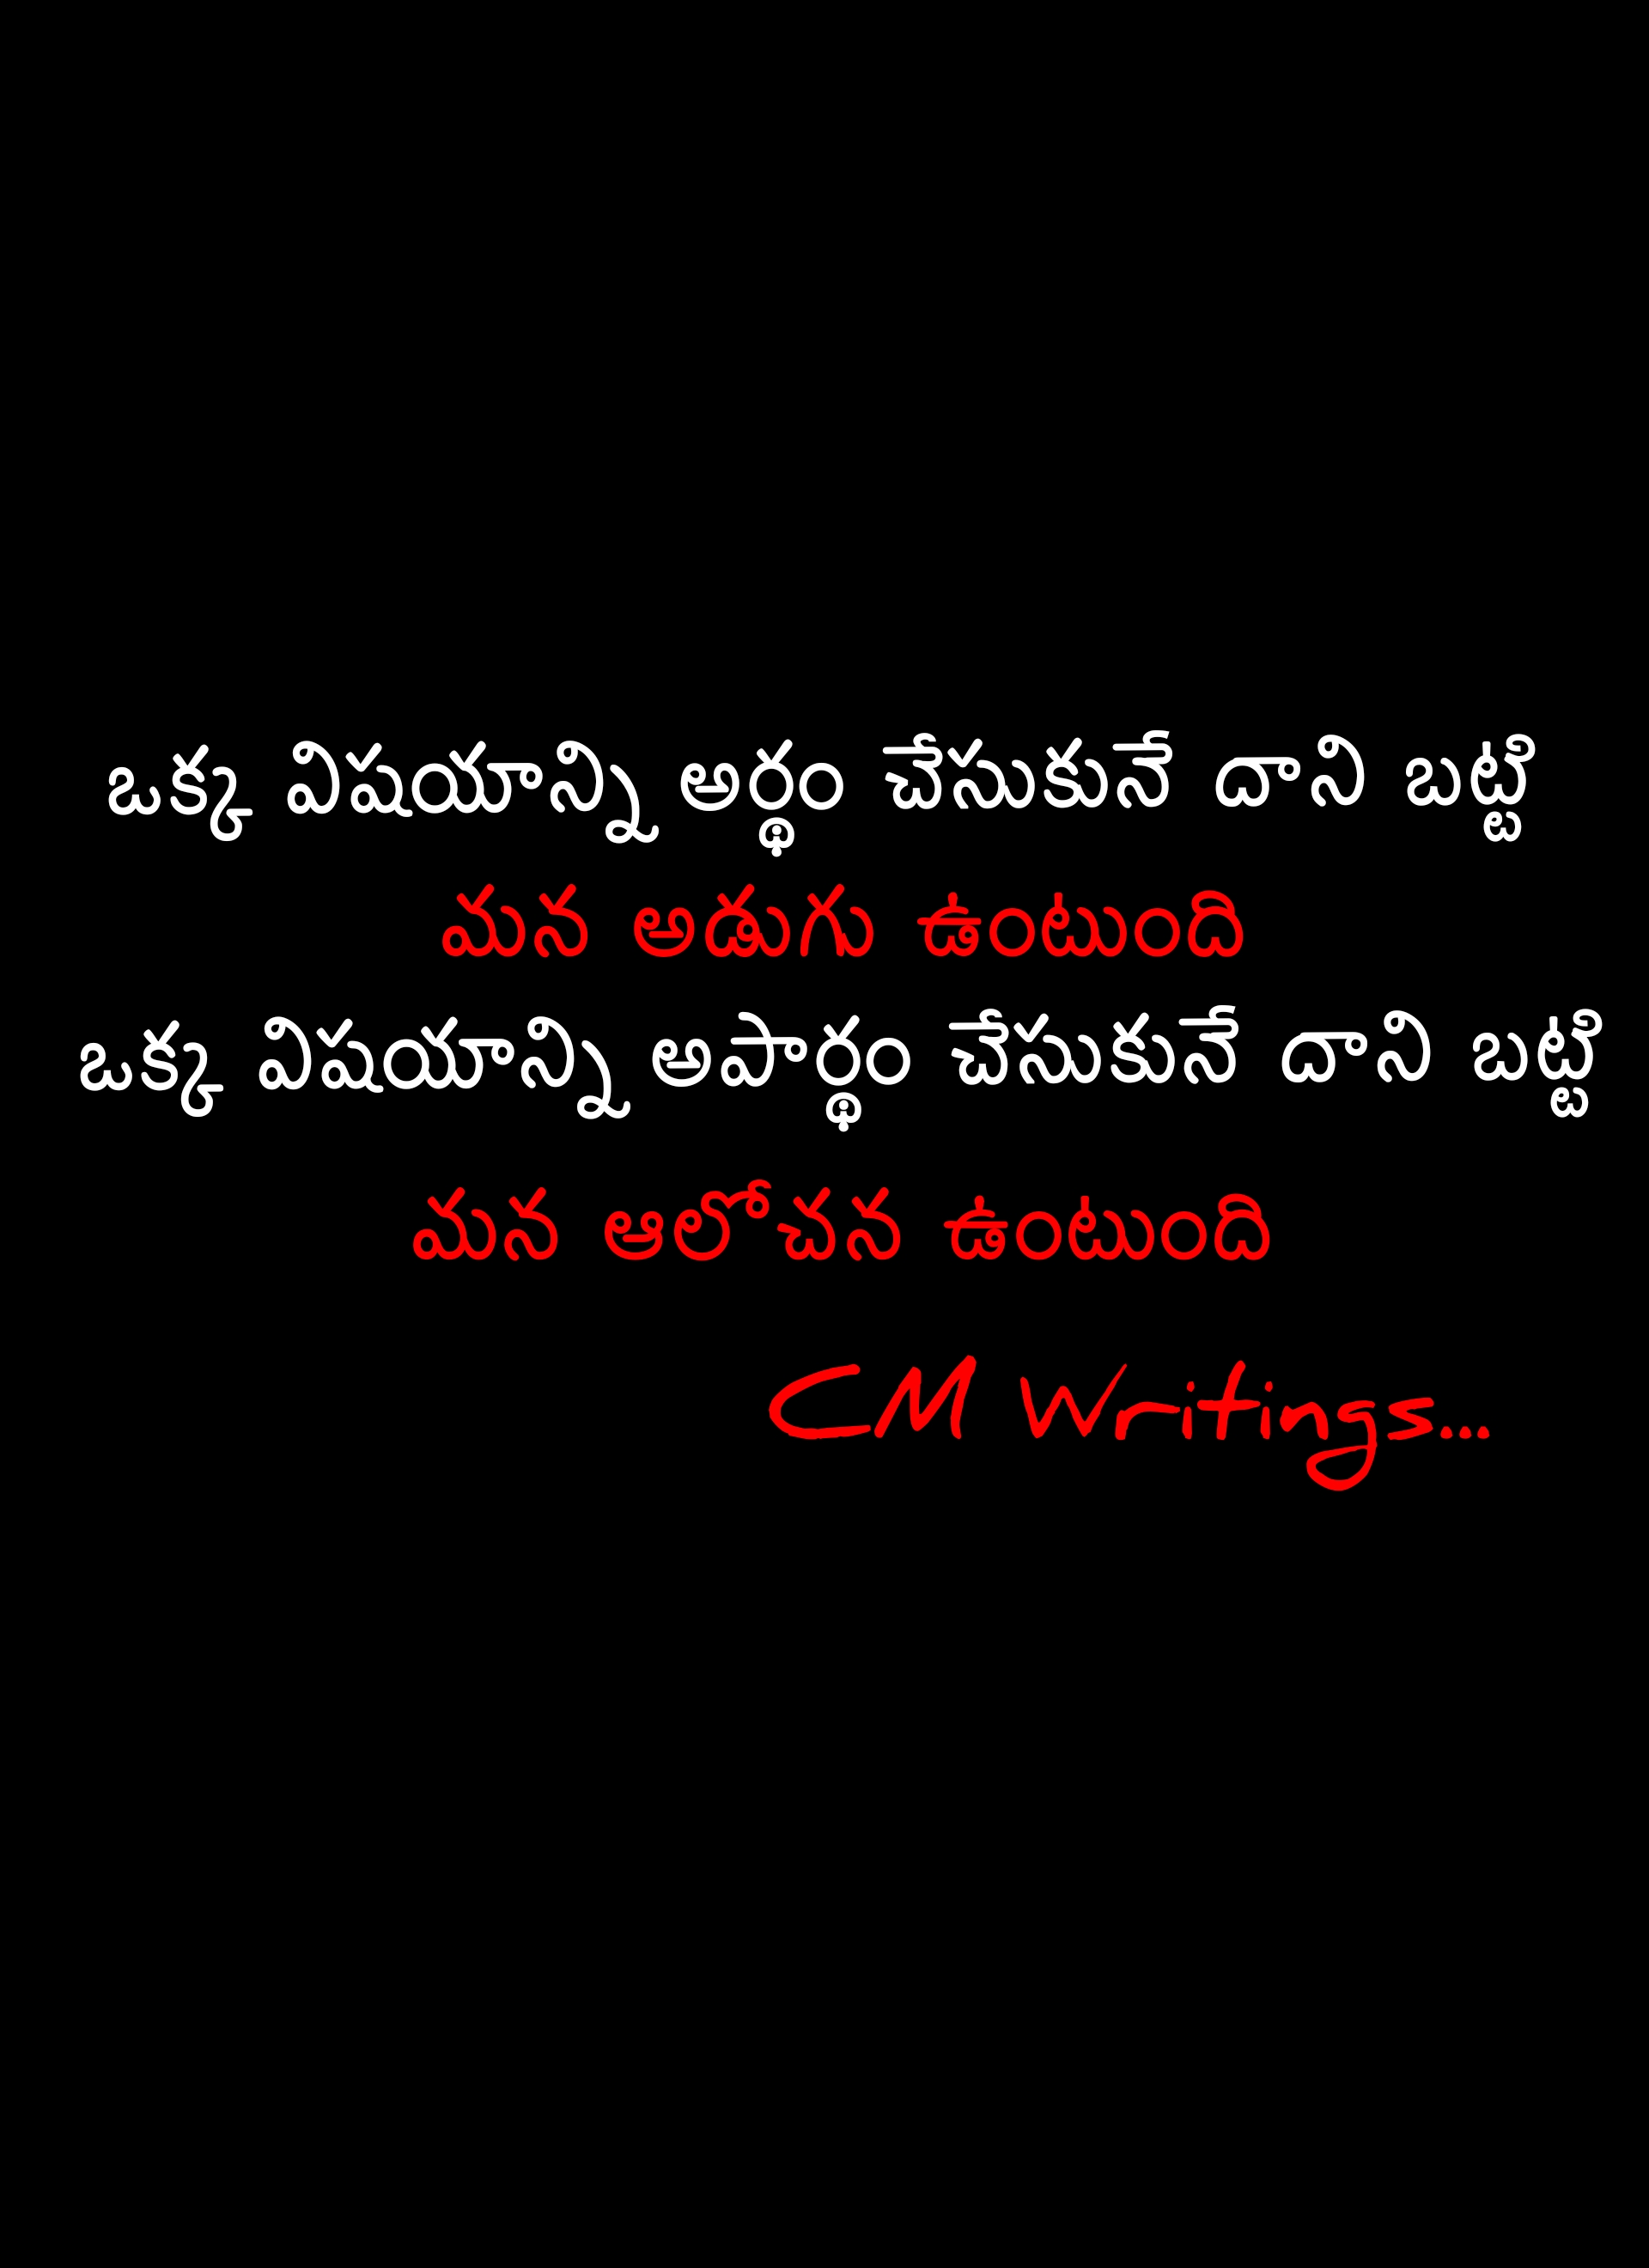 ఒక్క విషయాన్ని అర్ధం చేసుకునే దాని బట్టి
మన అడుగు ఉంటుంది
ఒక్క విషయాన్ని అపార్ధం చేసుకునే దాని బట్టి
మన ఆలోచన ఉంటుంది
CM Writings...